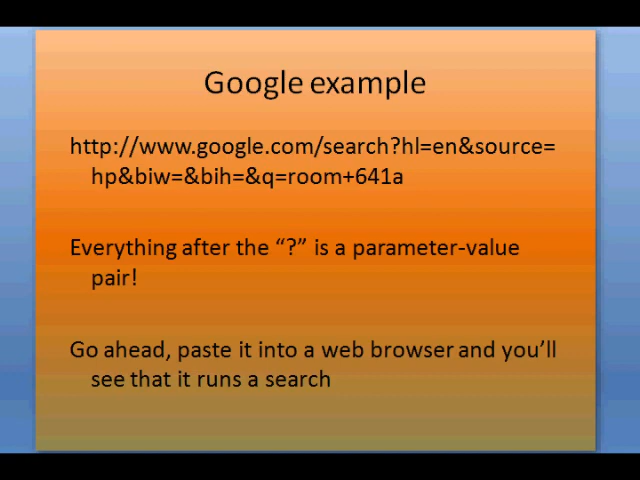 Google example
http://www.google.com/search?hl=en&source=
hp&biw=&bih=&q=room+641a
Everything after the “?” is a parameter-value
pair!
Go ahead, paste it into a web browser and you’ll
see that it runs a search